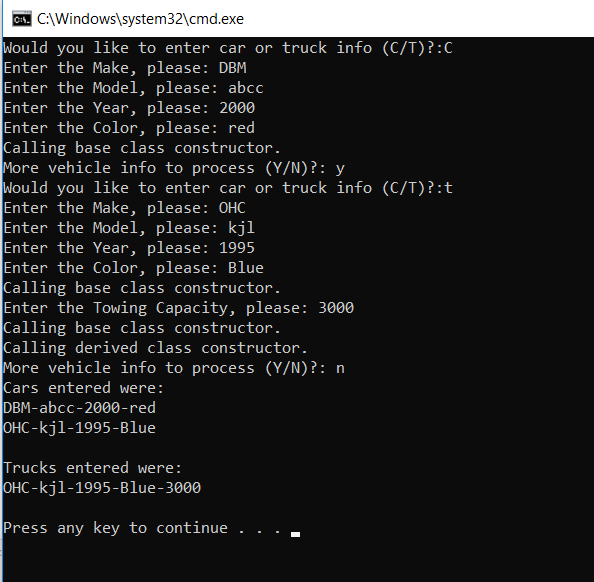 C:\Windows\system32\cmd.exe
Would you like to enter car or truck info (C/T)?:C
Enter the Make, please: DBM
Enter the Model, please: abcc
Enter the Year, please: 2000
Enter the Color, please: red
Calling base class constructor.
More vehicle info to process (Y/N)?: y
Would you like to enter car or truck info (C/T)?:t
Enter the Make, please: OHC
Enter the Model, please: kjl
Enter the Year, please: 1995
Enter the Color, please: Blue
Calling base class constructor.
Enter the Towing Capacity, please: 3000
Calling base class constructor.
Calling derived class constructor.
More vehicle info to process (Y/N)?: n
Cars entered were:
DBM-abcc-2000-red
OHC-kjl-1995-Blue
Trucks entered were:
OHC-kjl-1995-Blue-3000
Press any key to continue . . .